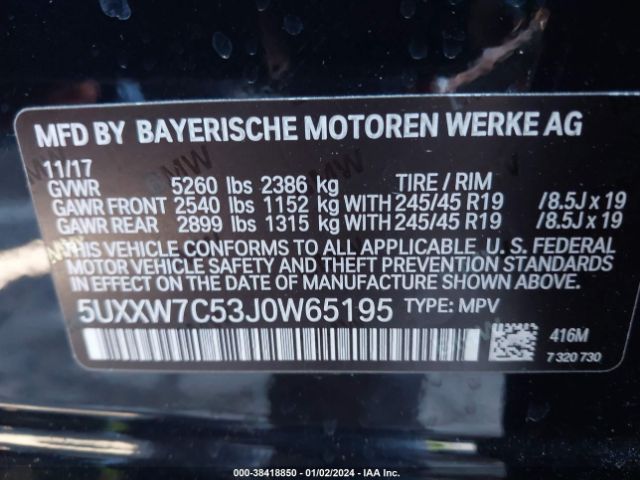 MFD BY BAYERISCHE MOTOREN WERKE AG
11/17
GVWR 5260 lbs 2386 kg TIRE / RIM
GAWR FRONT 2540 lbs 1152 kg WITH 245/45 R19 /8.5J x 19
GAWR REAR 2899 lbs 1315 kg WITH 245/45 R19 /8.5J x 19
THIS VEHICLE CONFORMS TO ALL APPLICABLE U. S. FEDERAL
MOTOR VEHICLE SAFETY AND THEFT PREVENTION STANDARDS
IN EFFECT ON THE DATE OF MANUFACTURE SHOWN ABOVE.
5UXXW7C53J0W65195 TYPE: MPV
416M
7 320 730
000-38418850 - 01/02/2024 - IAA Inc.